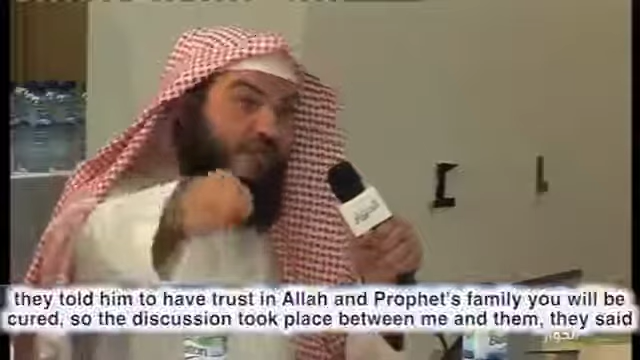 they told him to have trust in Allah and Prophet's family you will be
cured, so the discussion took place between me and them, they said
الحوار